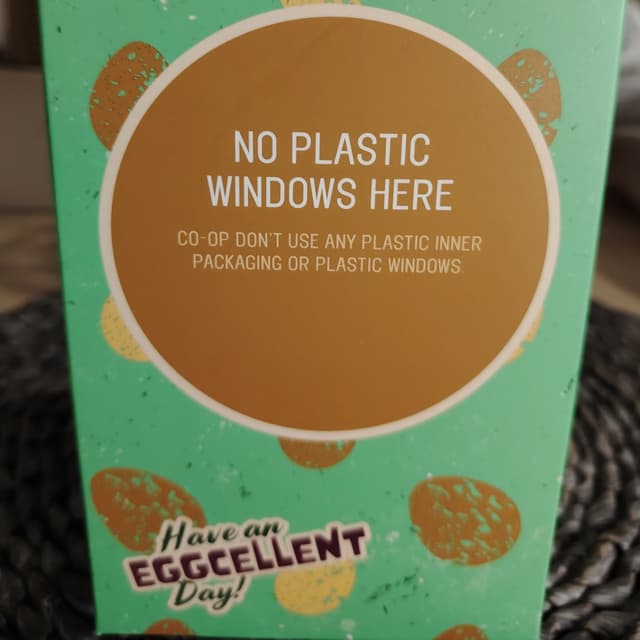 NO PLASTIC
WINDOWS HERE
CO-OP DON'T USE ANY PLASTIC INNER
PACKAGING OR PLASTIC WINDOWS
Have an
EGGCELLENT
Day!